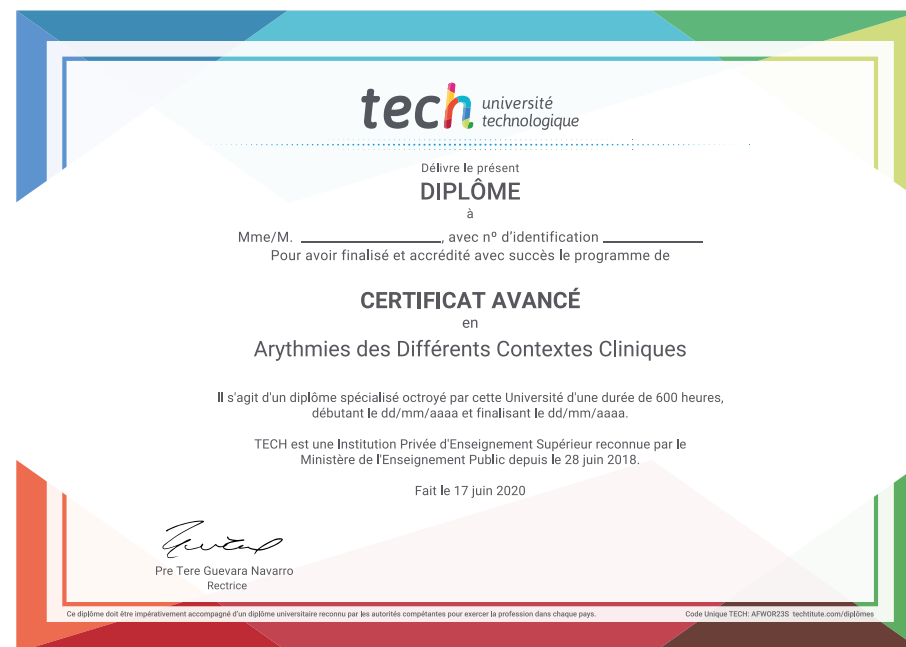 tech université
technologique
Délivre le présent
DIPLÔME
à
Mme/M. ____________________, avec nº d'identification ______________
Pour avoir finalisé et accrédité avec succès le programme de
CERTIFICAT AVANCÉ
en
Arythmies des Différents Contextes Cliniques
Il s'agit d'un diplôme spécialisé octroyé par cette Université d'une durée de 600 heures,
débutant le dd/mm/aaaa et finalisant le dd/mm/aaaa.
TECH est une Institution Privée d'Enseignement Supérieur reconnue par le
Ministère de l'Enseignement Public depuis le 28 juin 2018.
Fait le 17 juin 2020
Pre Tere Guevara Navarro
Rectrice
Ce diplôme doit être impérativement accompagné d'un diplôme universitaire reconnu par les autorités compétantes pour exercer la profession dans chaque pays. Code Unique TECH: AFWOR23S techtitute.com/diplômes